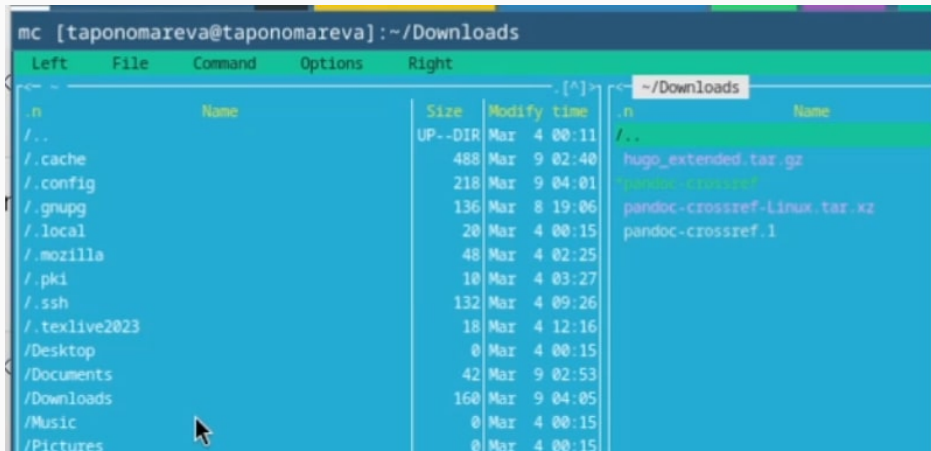 mc [taponomareva@taponomareva]:~/Downloads
Left File Command Options Right
<- ~ .[^]> <- ~/Downloads
.n Name Size Modify time .n Name
/.. UP--DIR Mar 4 00:11 /..
/.cache 488 Mar 9 02:40 hugo_extended.tar.gz
/.config 218 Mar 9 04:01 *pandoc-crossref
/.gnupg 136 Mar 8 19:06 pandoc-crossref-Linux.tar.xz
/.local 20 Mar 4 00:15 pandoc-crossref.1
/.mozilla 48 Mar 4 02:25
/.pki 10 Mar 4 03:27
/.ssh 132 Mar 4 09:26
/.texlive2023 18 Mar 4 12:16
/Desktop 0 Mar 4 00:15
/Documents 42 Mar 9 02:53
/Downloads 160 Mar 9 04:05
/Music 0 Mar 4 00:15
/Pictures 0 Mar 4 00:15